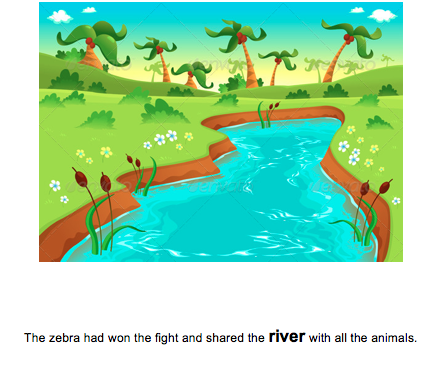 The zebra had won the fight and shared the river with all the animals.